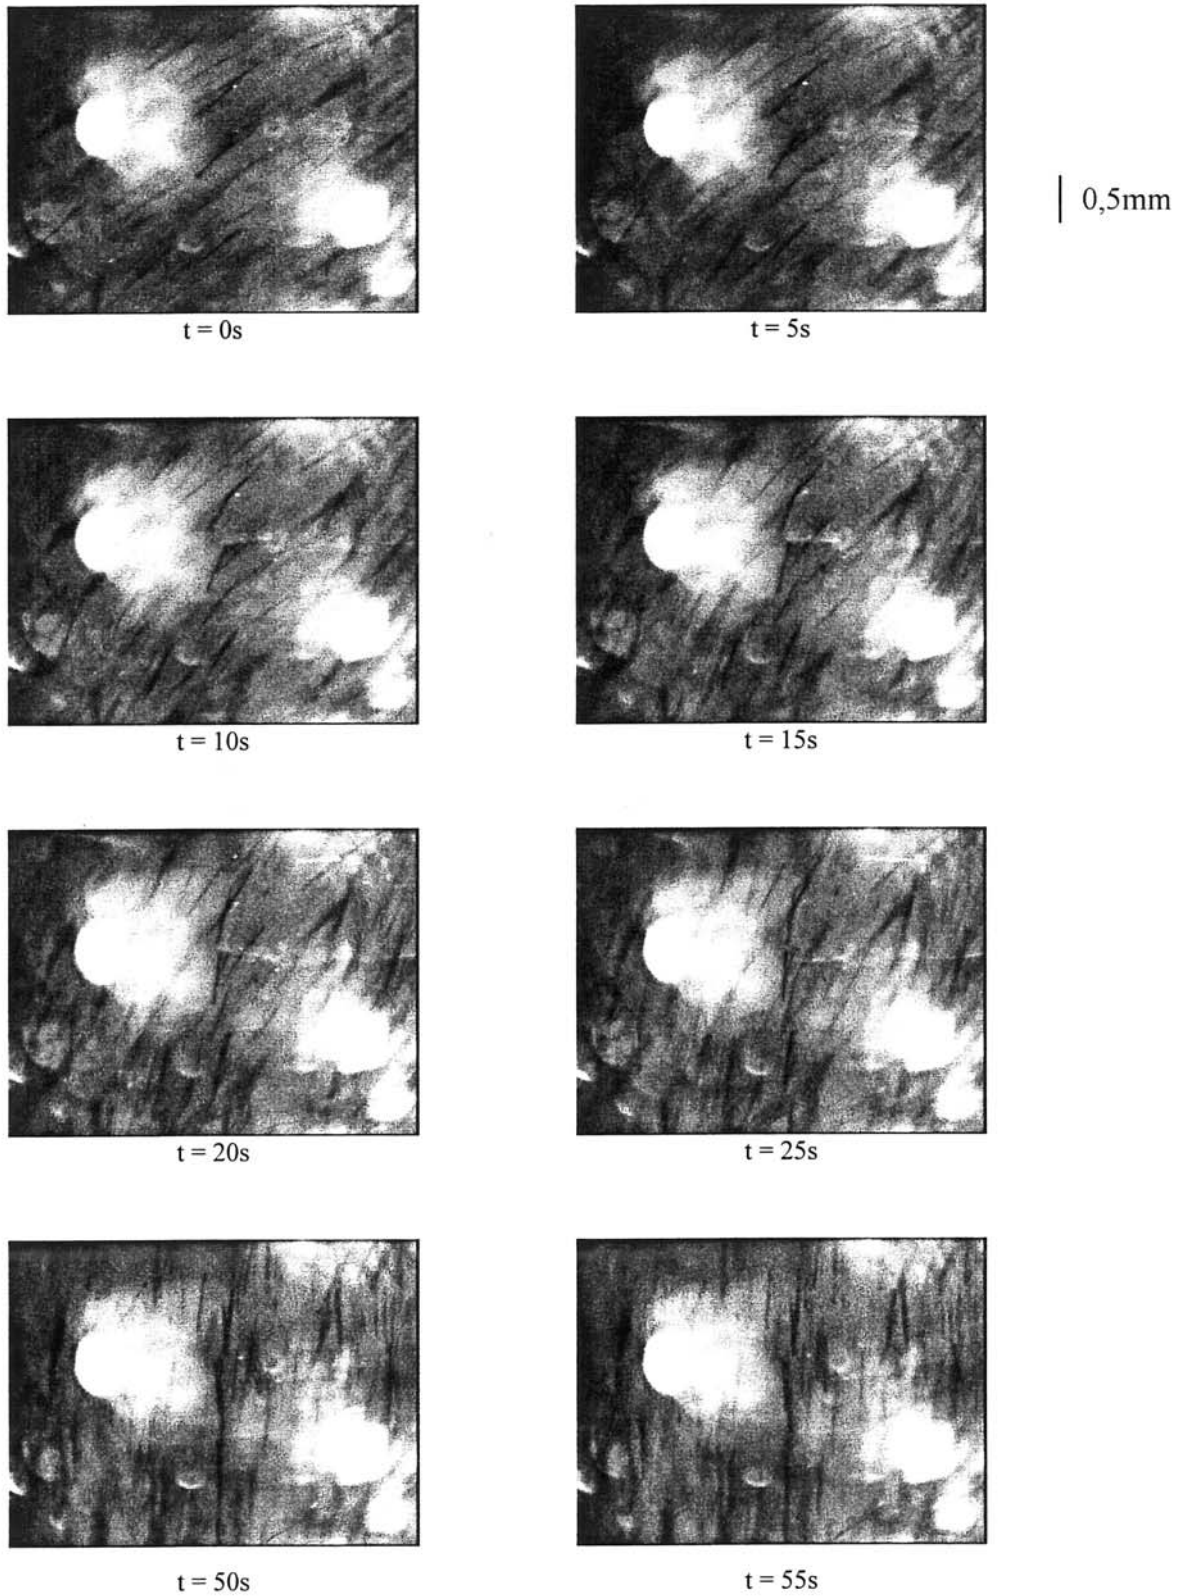 t = 0s
t = 5s
0,5mm
t = 10s
t = 15s
t = 20s
t = 25s
t = 50s
t = 55s